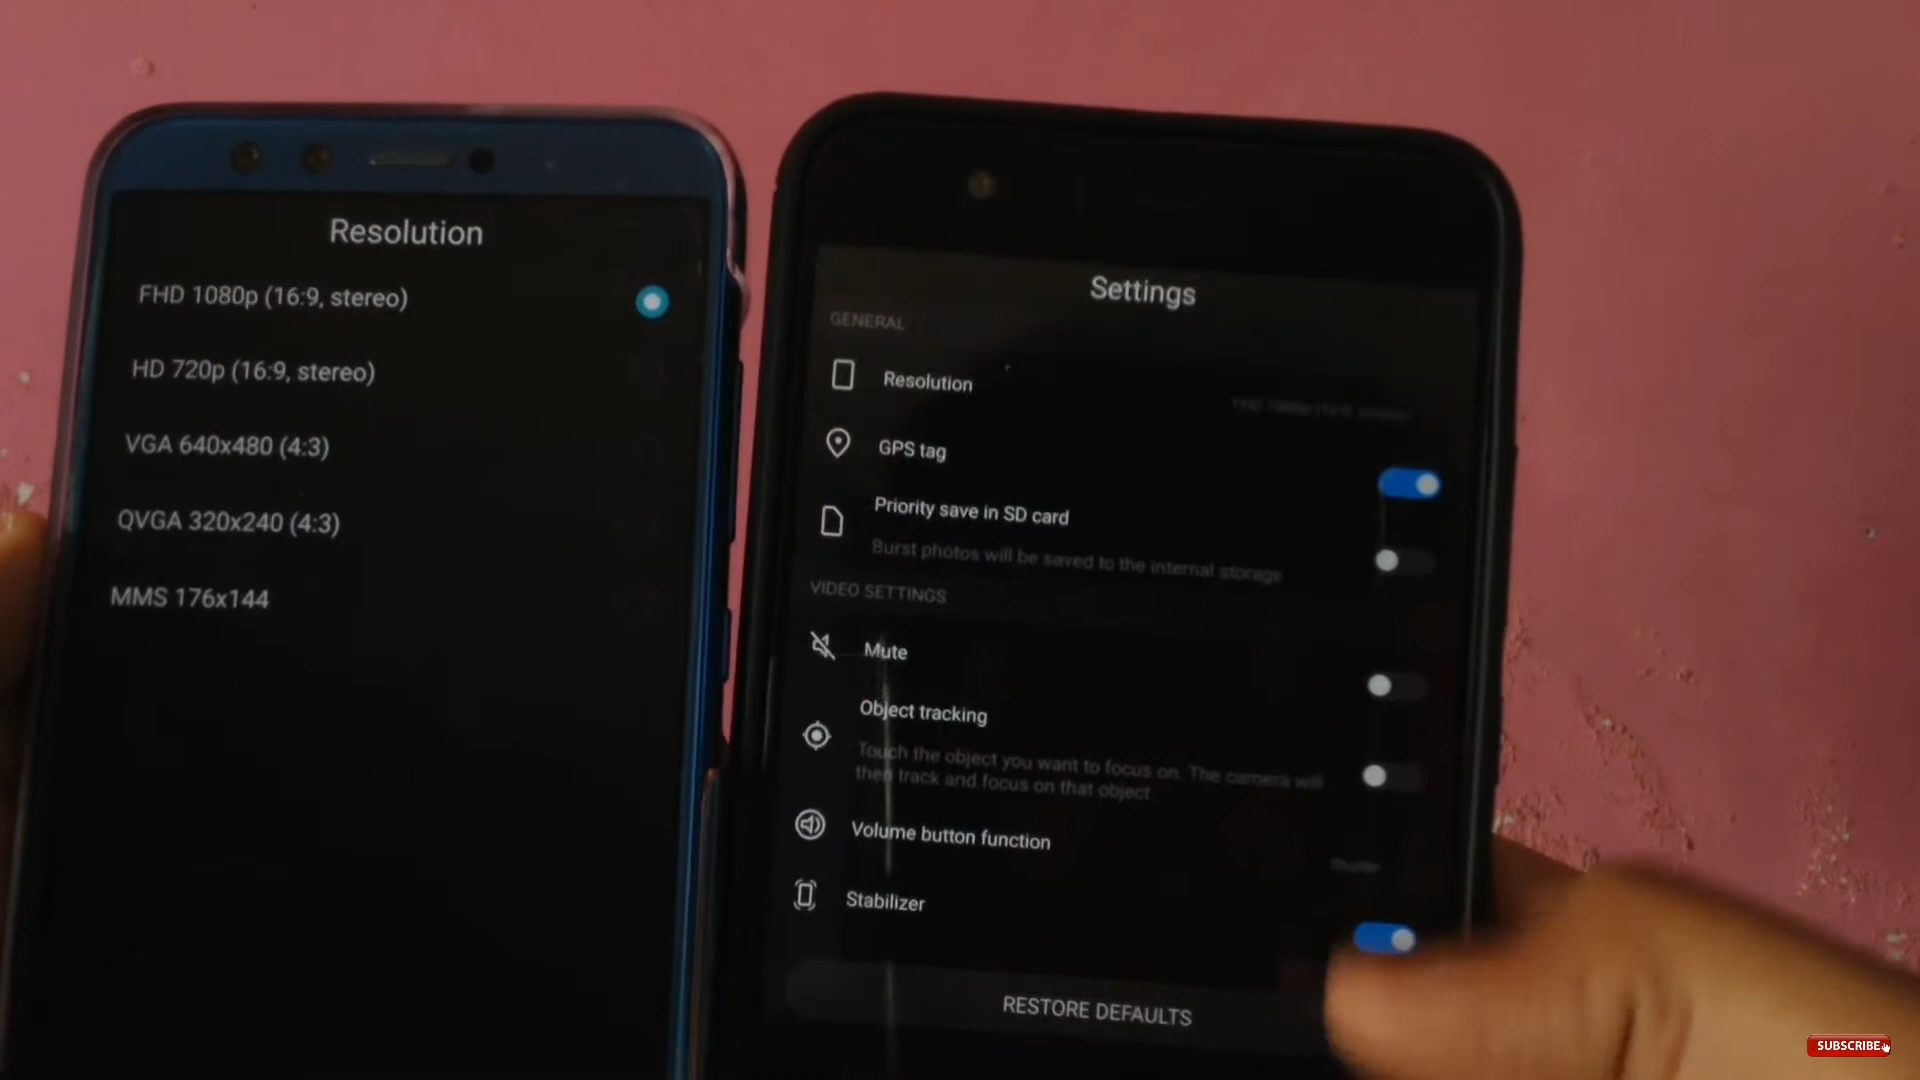 Resolution
FHD 1080p (16:9, stereo)
HD 720p (16:9, stereo)
VGA 640x480 (4:3)
QVGA 320x240 (4:3)
MMS 176x144
Settings
GENERAL
Resolution
GPS tag
Priority save in SD card
Burst photos will be saved to the internal storage
VIDEO SETTINGS
Mute
Object tracking
Touch the object you want to focus on. The camera will
then track and focus on that object
Volume button function
Shutter
Stabilizer
RESTORE DEFAULTS
SUBSCRIBE